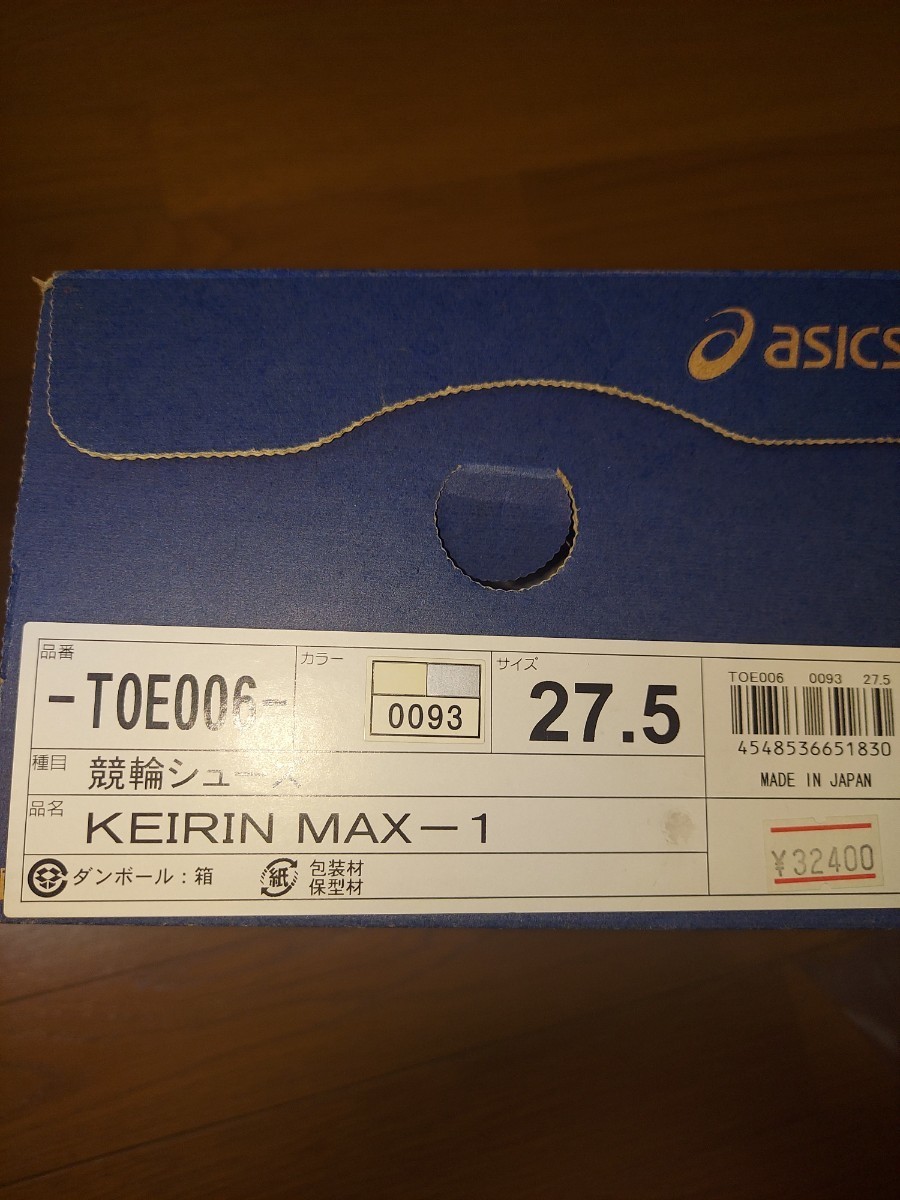 asics
品番
-TOE006-
カラー
0093
サイズ
27.5
TOE006 0093 27.5
4548536651830
MADE IN JAPAN
種目
競輪シューズ
品名
KEIRIN MAX-1
¥32400
ダンボール：箱
紙
包装材
保型材